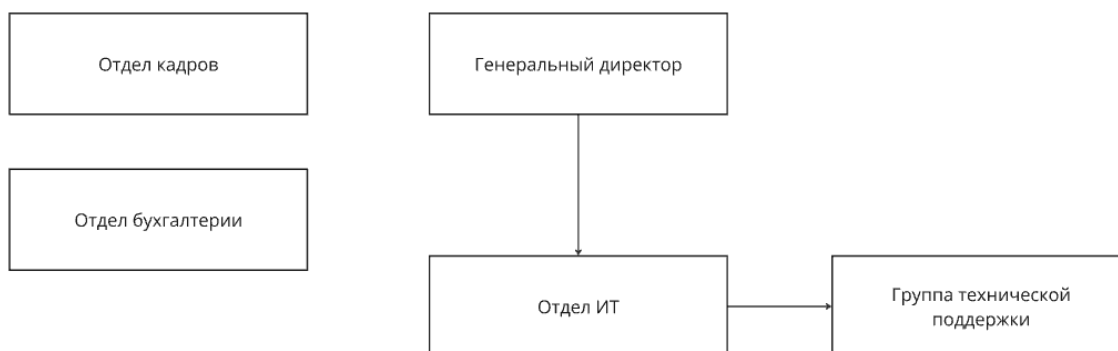 Отдел кадров
Генеральный директор
Отдел бухгалтерии
Отдел ИТ
Группа технической
поддержки